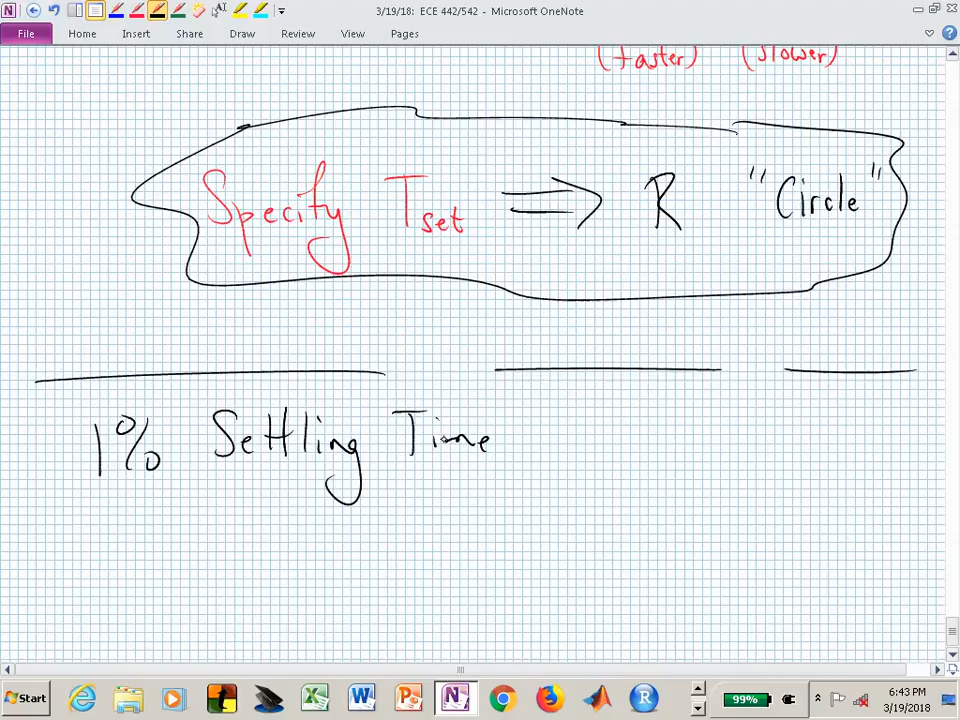 3/19/18: ECE 442/542 - Microsoft OneNote
File Home Insert Share Draw Review View Pages
(faster) (slower)
Specify Tset ⇒ R "Circle"
1% Settling Time
Start
99%
6:43 PM
3/19/2018